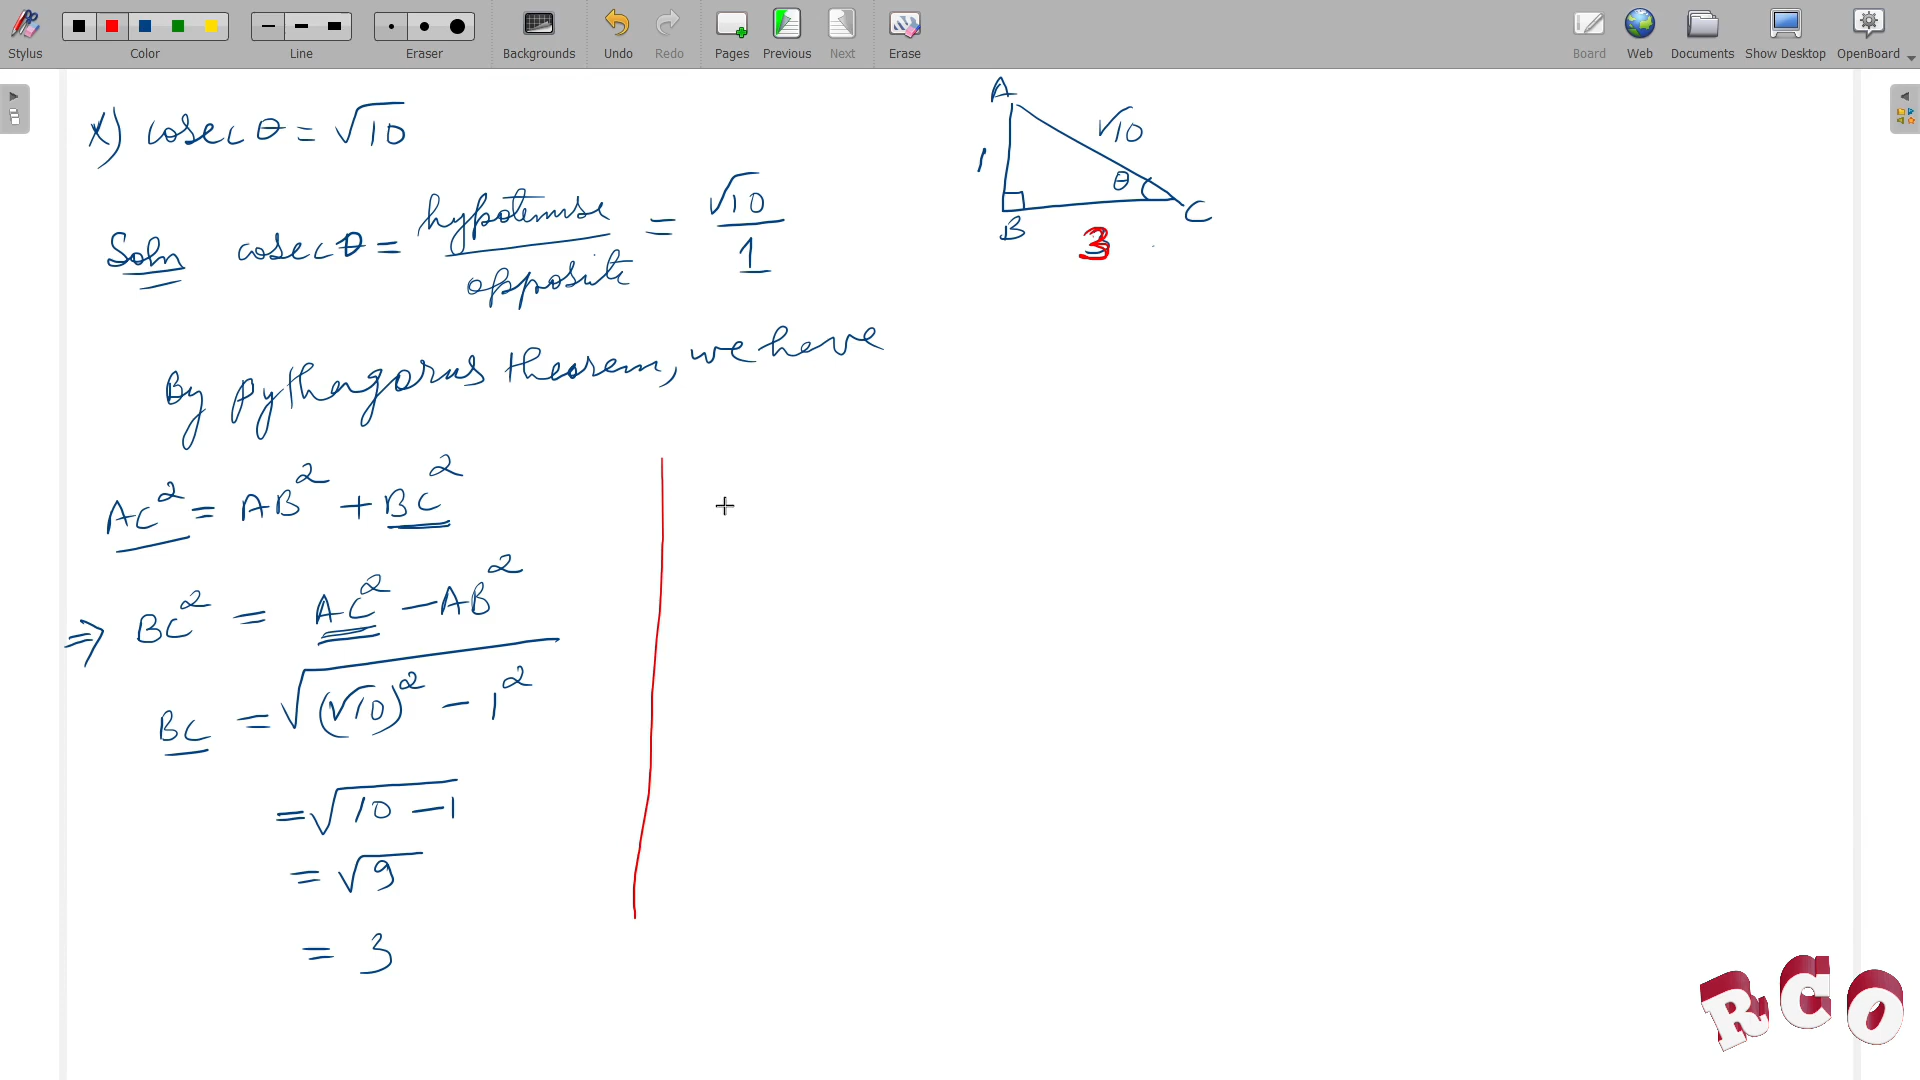 Stylus Color Line Eraser Backgrounds Undo Redo Pages Previous Next Erase Board Web Documents Show Desktop OpenBoard
x) cosec θ = √10
Soln cosec θ = hypotenuse / opposite = √10 / 1
By pythagorus theorem, we have
AC² = AB² + BC²
⇒ BC² = AC² − AB²
BC = √((√10)² − 1²)
= √(10 − 1)
= √9
= 3
A
√10
1
θ
B
C
3
RCO